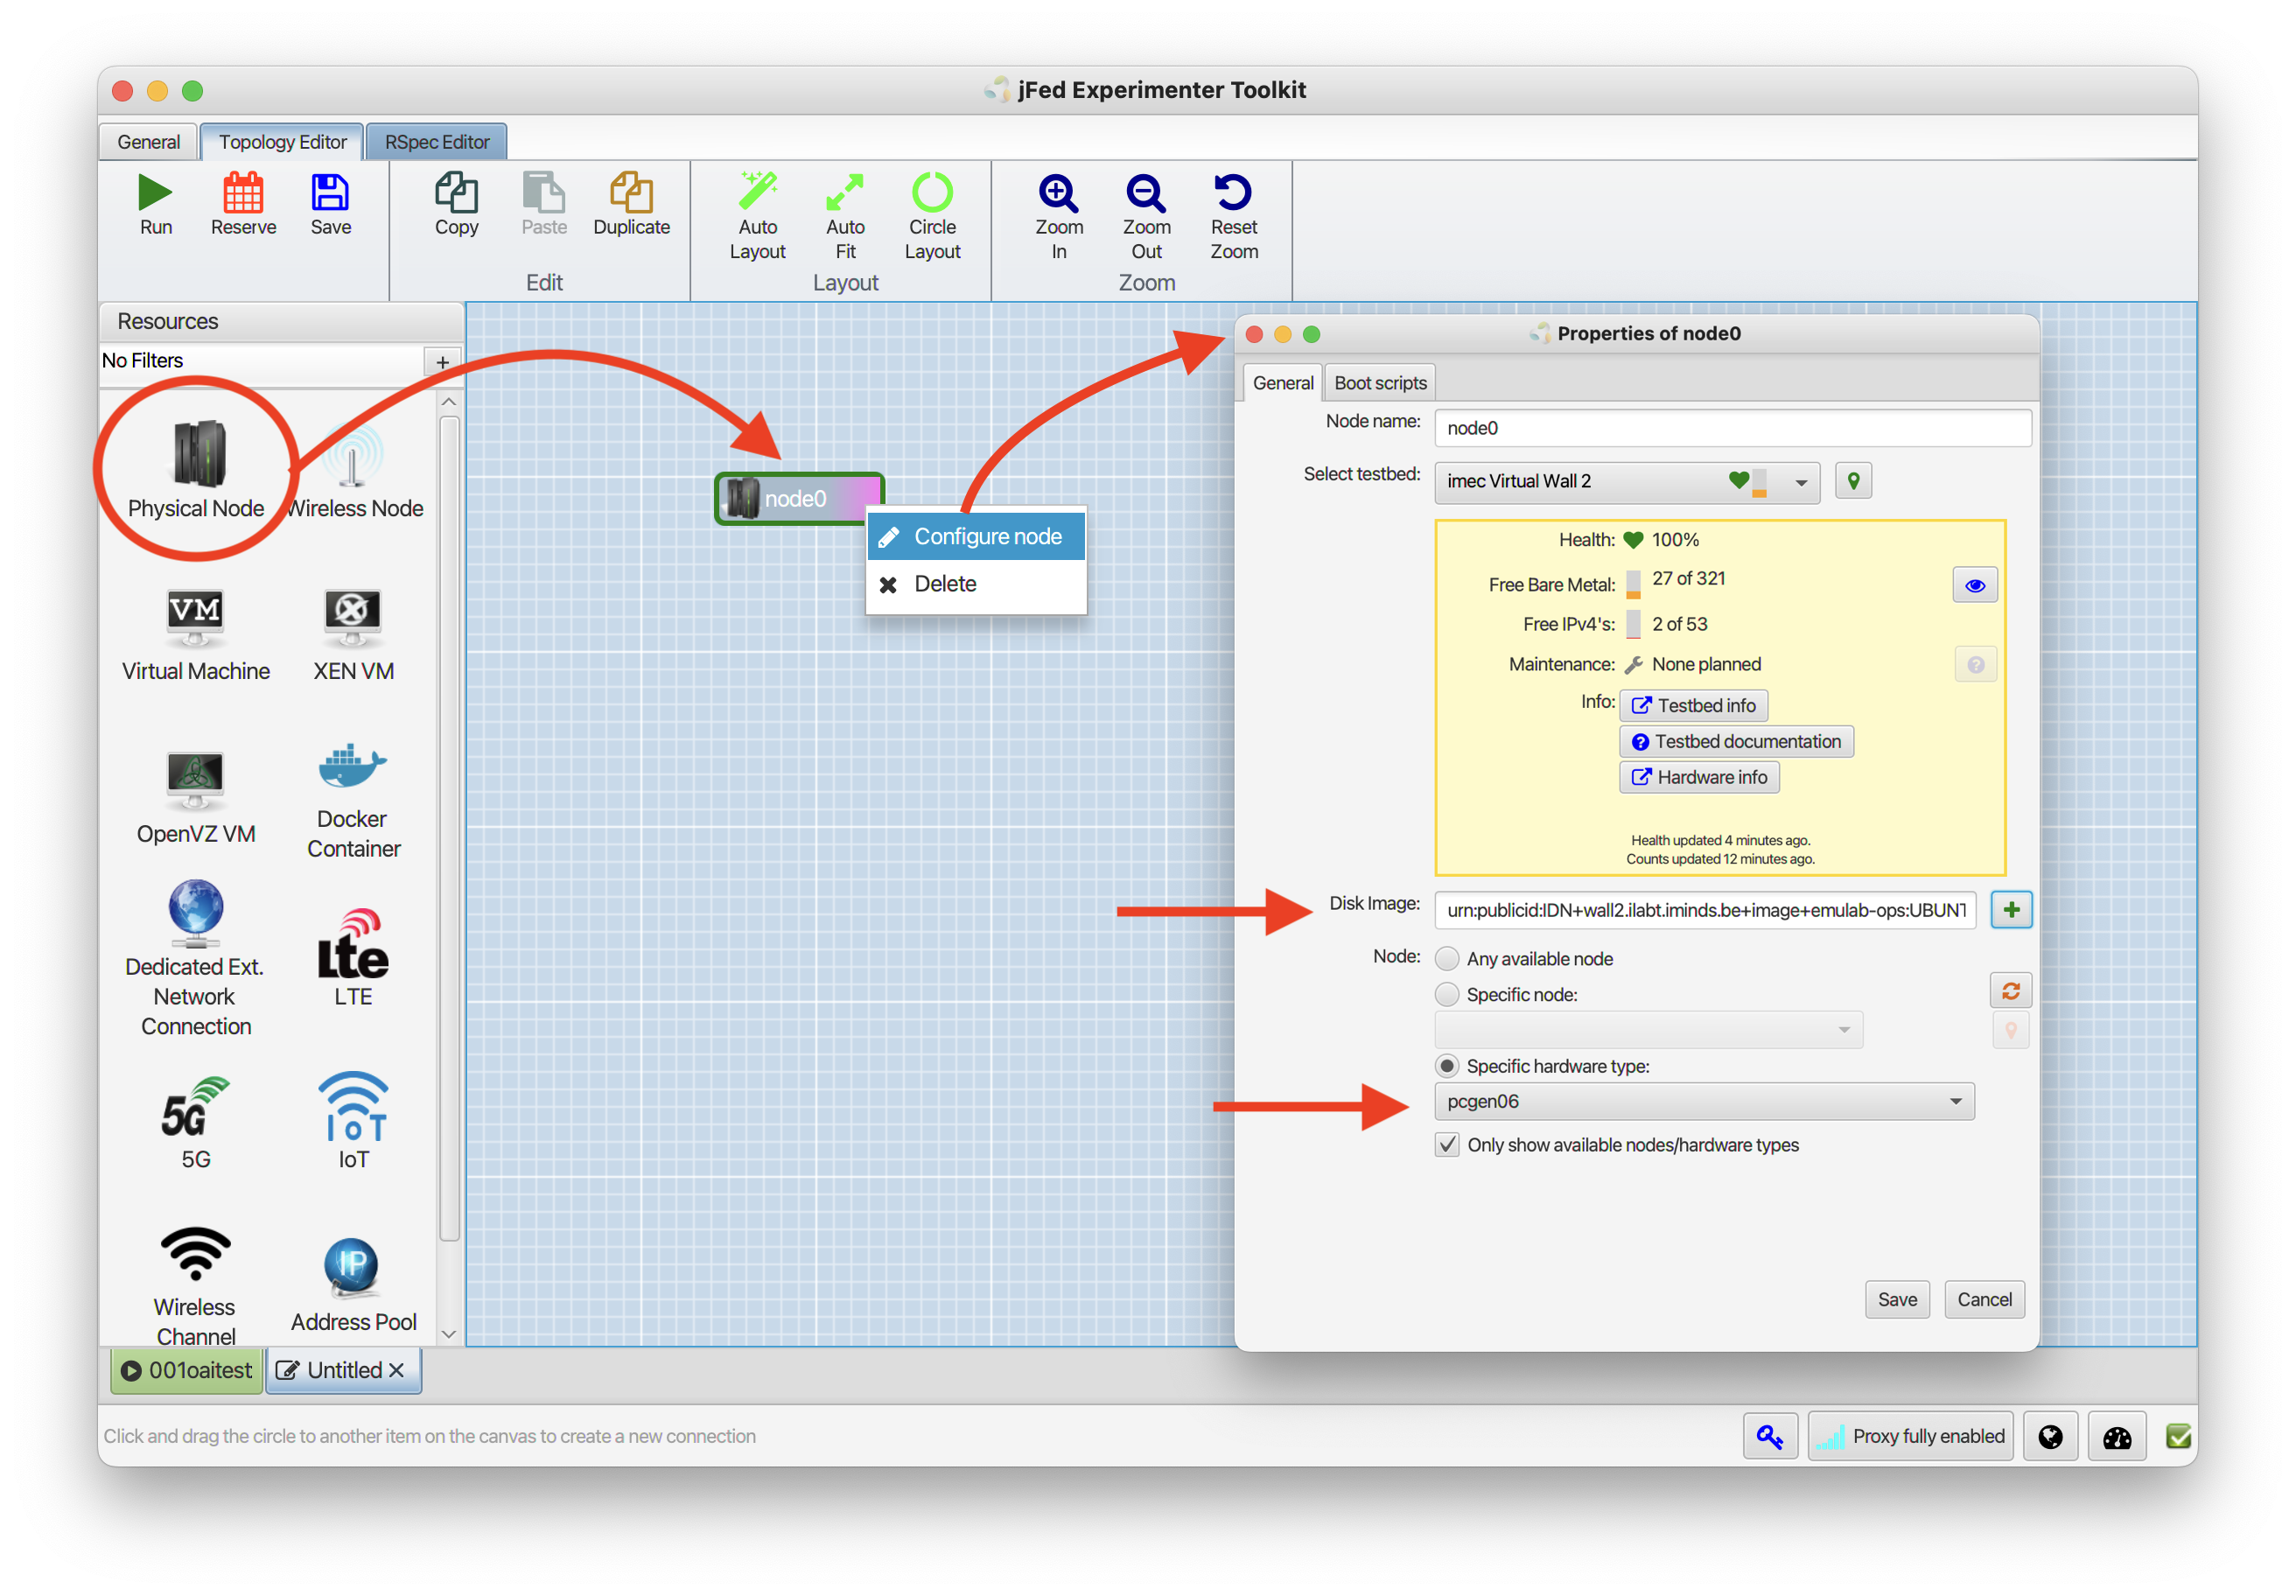 jFed Experimenter Toolkit
General
Topology Editor
RSpec Editor
Run
Reserve
Save
Copy
Paste
Duplicate
Edit
Auto
Layout
Auto
Fit
Circle
Layout
Layout
Zoom
In
Zoom
Out
Reset
Zoom
Zoom
Resources
No Filters
+
Physical Node
Wireless Node
VM
Virtual Machine
XEN VM
OpenVZ VM
Docker
Container
Dedicated Ext.
Network
Connection
Lte
LTE
5G
5G
IoT
IoT
Wireless
Channel
IP
Address Pool
node0
Configure node
Delete
Properties of node0
General
Boot scripts
Node name:
node0
Select testbed:
imec Virtual Wall 2
Health:
100%
Free Bare Metal:
27 of 321
Free IPv4's:
2 of 53
Maintenance:
None planned
Info:
Testbed info
Testbed documentation
Hardware info
Health updated 4 minutes ago.
Counts updated 12 minutes ago.
Disk Image:
urn:publicid:IDN+wall2.ilabt.iminds.be+image+emulab-ops:UBUNT
Node:
Any available node
Specific node:
Specific hardware type:
pcgen06
Only show available nodes/hardware types
Save
Cancel
001oaitest
Untitled
Click and drag the circle to another item on the canvas to create a new connection
Proxy fully enabled